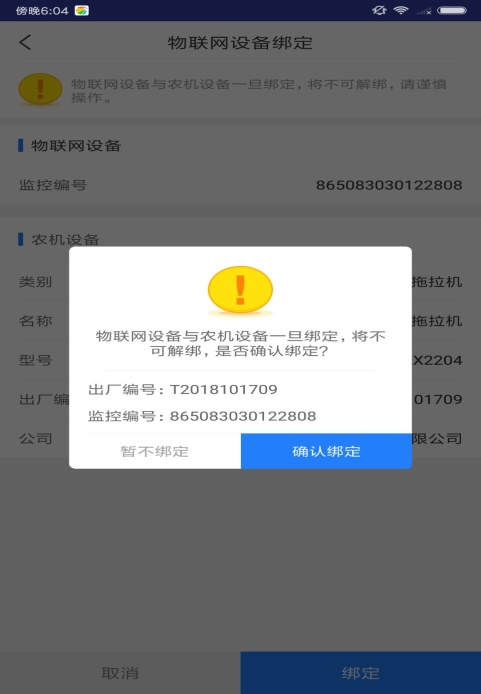 傍晚6:04
物联网设备绑定
物联网设备与农机设备一旦绑定，将不可解绑，请谨慎
操作。
物联网设备
监控编号 865083030122808
农机设备
类别 拖拉机
名称 拖拉机
型号 X2204
出厂编 01709
公司 限公司
物联网设备与农机设备一旦绑定，将不
可解绑，是否确认绑定?
出厂编号: T2018101709
监控编号: 865083030122808
暂不绑定 确认绑定
取消 绑定